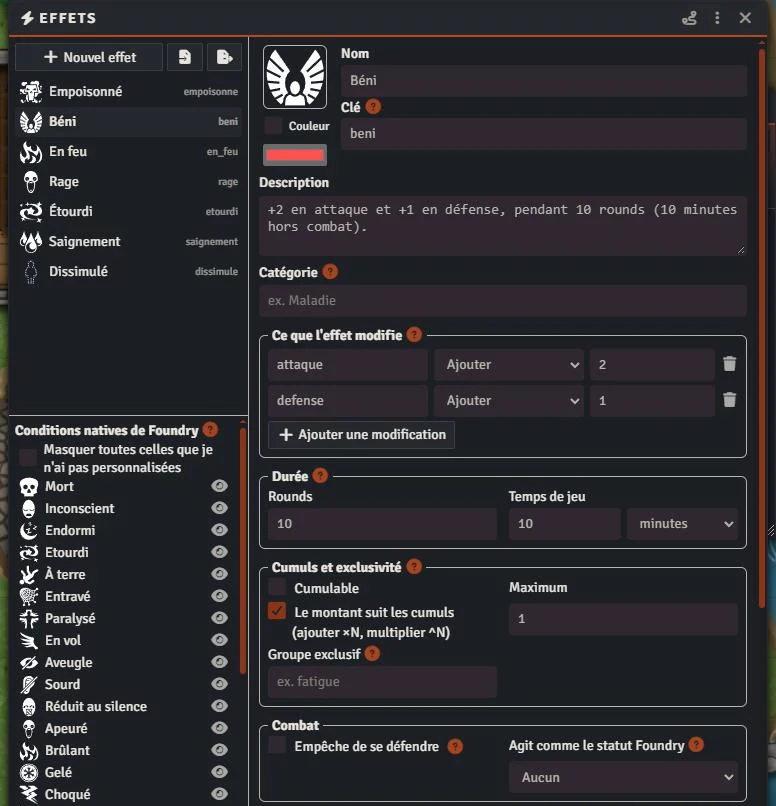 EFFETS
Nouvel effet
Empoisonné empoisonne
Béni beni
En feu en_feu
Rage rage
Étourdi etourdi
Saignement saignement
Dissimulé dissimule
Conditions natives de Foundry ?
Masquer toutes celles que je
n'ai pas personnalisées
Mort
Inconscient
Endormi
Etourdi
À terre
Entravé
Paralysé
En vol
Aveugle
Sourd
Réduit au silence
Apeuré
Brûlant
Gelé
Choqué
Nom
Béni
Clé ?
Couleur
beni
Description
+2 en attaque et +1 en défense, pendant 10 rounds (10 minutes
hors combat).
Catégorie ?
ex. Maladie
Ce que l'effet modifie ?
attaque Ajouter 2
defense Ajouter 1
Ajouter une modification
Durée ?
Rounds Temps de jeu
10 10 minutes
Cumuls et exclusivité ?
Cumulable Maximum
Le montant suit les cumuls
(ajouter ×N, multiplier ^N)
1
Groupe exclusif ?
ex. fatigue
Combat
Empêche de se défendre ? Agit comme le statut Foundry ?
Aucun